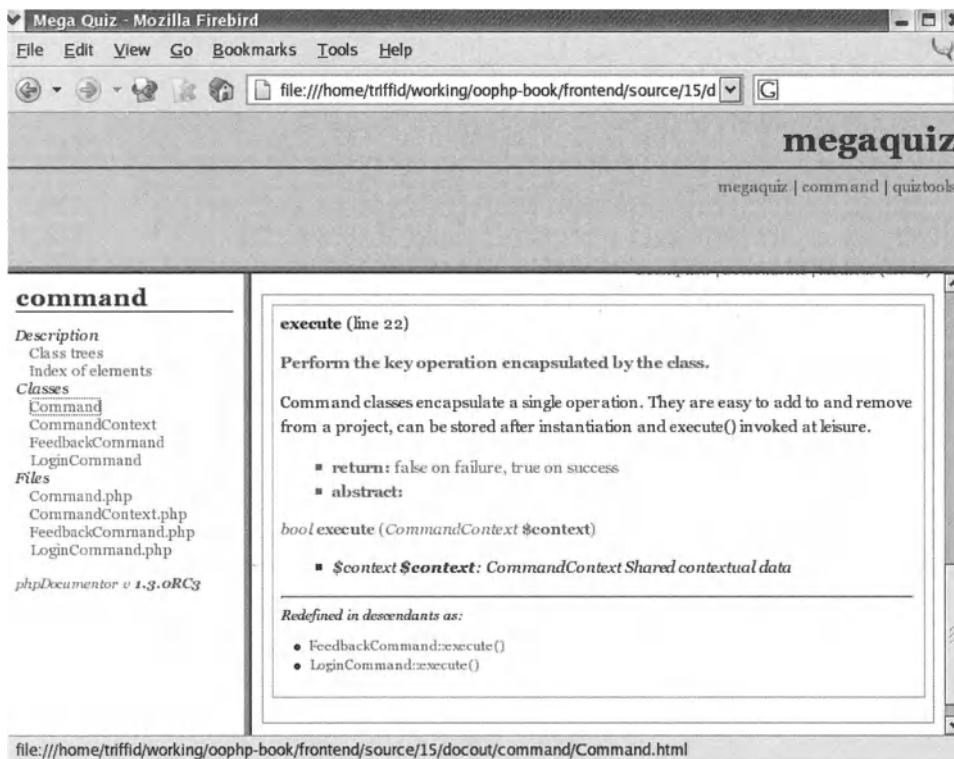 Mega Quiz - Mozilla Firebird
File Edit View Go Bookmarks Tools Help
file:///home/triffid/working/oophp-book/frontend/source/15/d
G
megaquiz
megaquiz | command | quiztools
command
Description
Class trees
Index of elements
Classes
Command
CommandContext
FeedbackCommand
LoginCommand
Files
Command.php
CommandContext.php
FeedbackCommand.php
LoginCommand.php
phpDocumentor v 1.3.0RC3
execute (line 22)
Perform the key operation encapsulated by the class.
Command classes encapsulate a single operation. They are easy to add to and remove
from a project, can be stored after instantiation and execute() invoked at leisure.
return: false on failure, true on success
abstract:
bool execute (CommandContext $context)
$context $context: CommandContext Shared contextual data
Redefined in descendants as:
FeedbackCommand::execute()
LoginCommand::execute()
file:///home/triffid/working/oophp-book/frontend/source/15/docout/command/Command.html